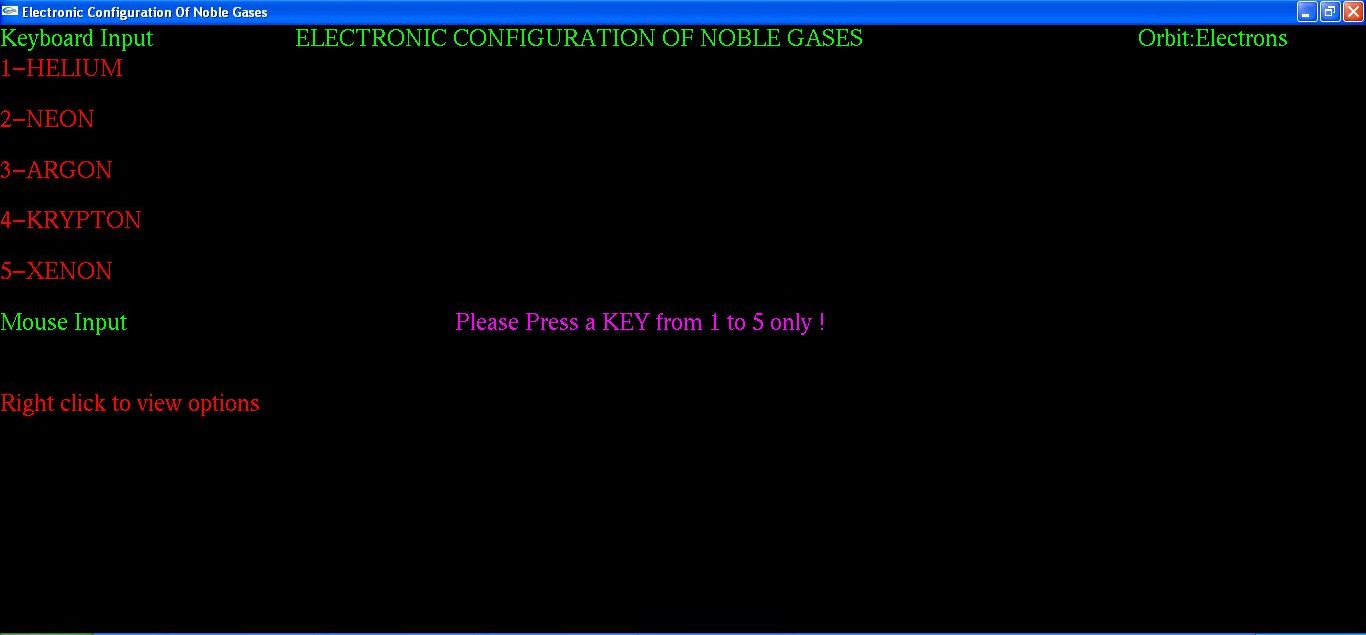 Electronic Configuration Of Noble Gases
Keyboard Input ELECTRONIC CONFIGURATION OF NOBLE GASES Orbit:Electrons
1-HELIUM
2-NEON
3-ARGON
4-KRYPTON
5-XENON
Mouse Input Please Press a KEY from 1 to 5 only !
Right click to view options